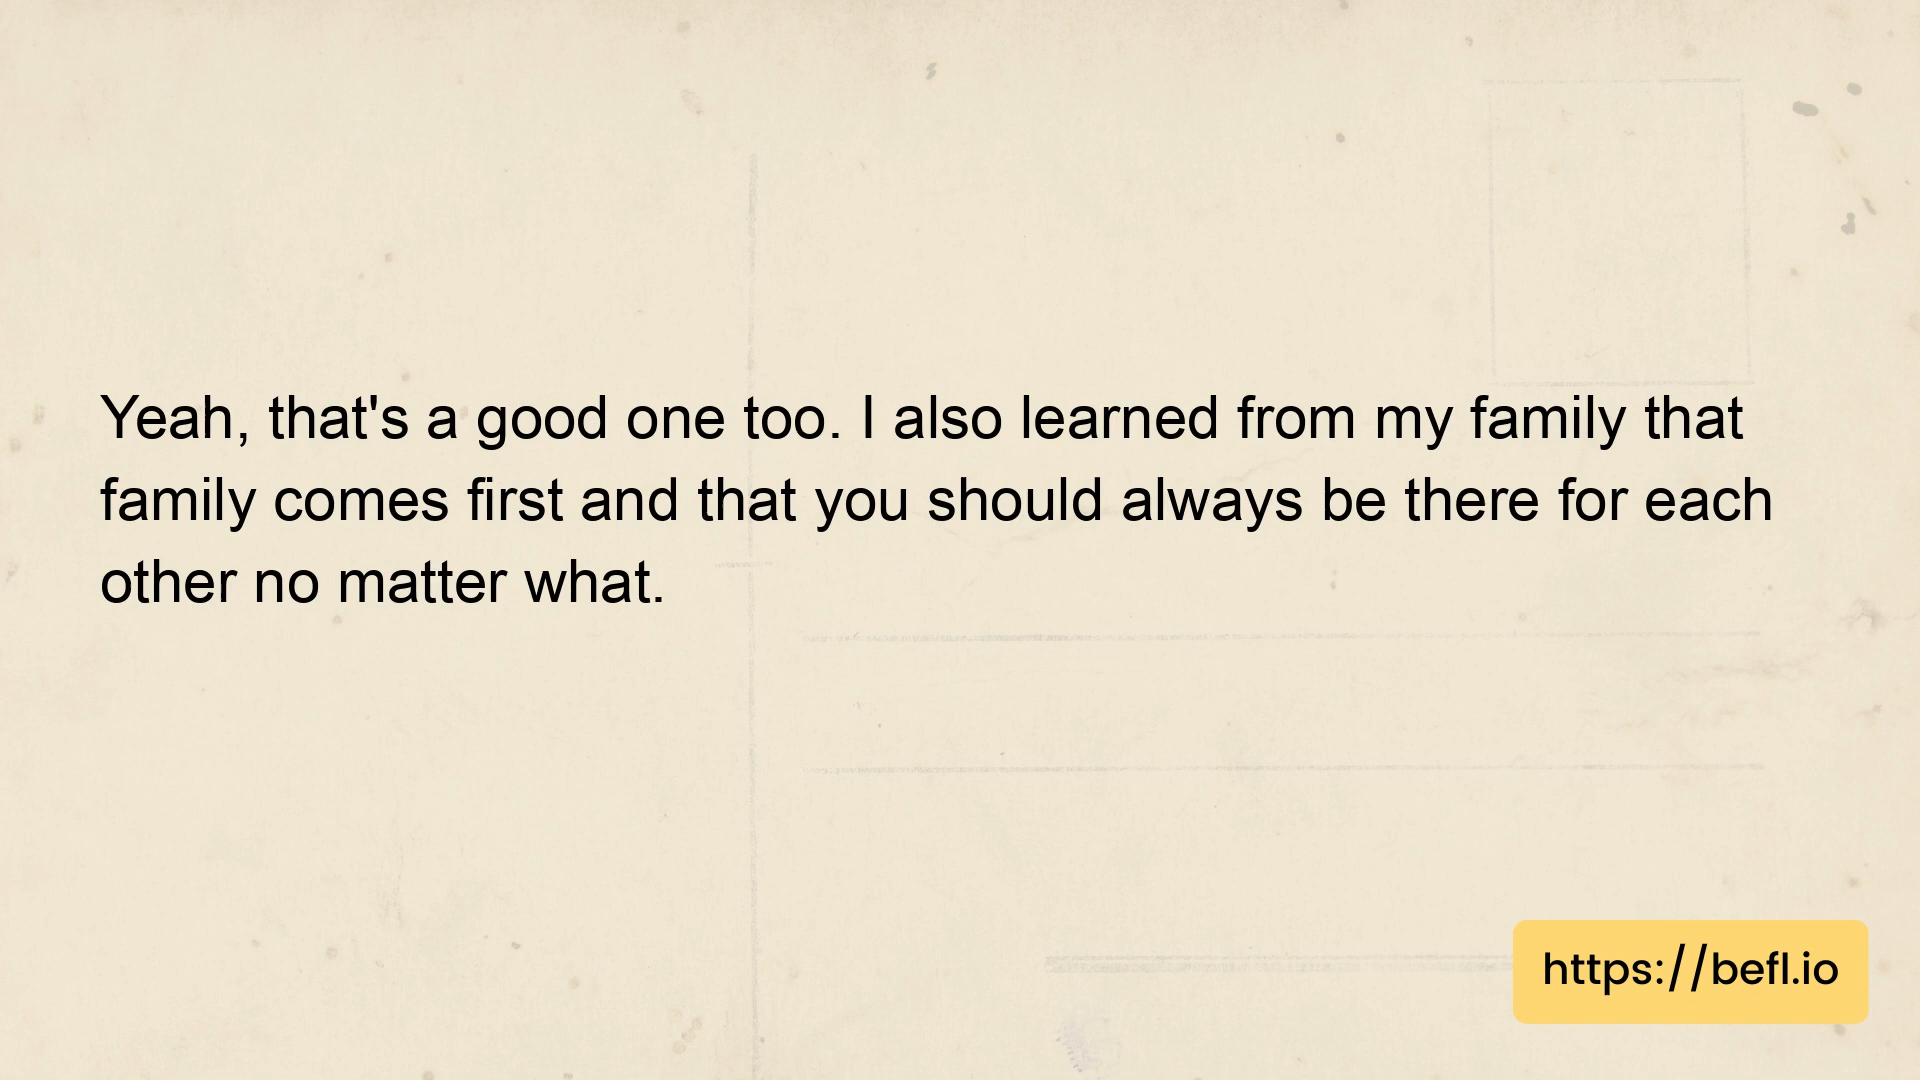 Yeah, that's a good one too. I also learned from my family that
family comes first and that you should always be there for each
other no matter what.
https://befl.io